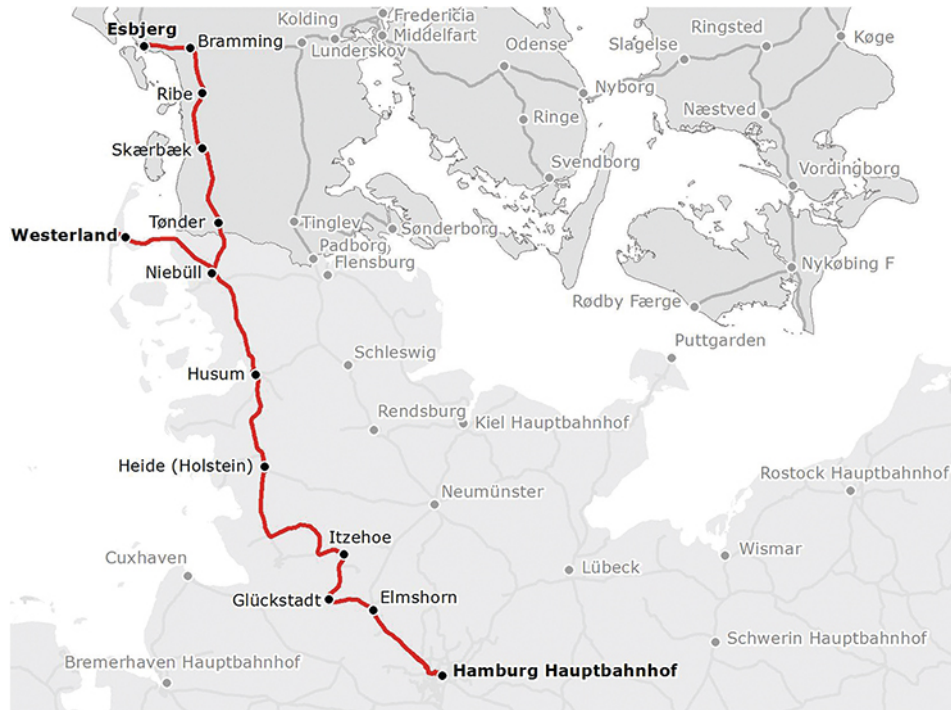 Fredericia
Kolding
Esbjerg
Ringsted
Bramming
Middelfart
Køge
Lunderskov
Slagelse
Odense
Ribe
Nyborg
Næstved
Ringe
Skærbæk
Svendborg
Vordingborg
Tønder
Tinglev
Sønderborg
Westerland
Padborg
Flensburg
Niebüll
Nykøbing F
Rødby Færge
Puttgarden
Schleswig
Husum
Rendsburg
Kiel Hauptbahnhof
Heide (Holstein)
Rostock Hauptbahnhof
Neumünster
Itzehoe
Cuxhaven
Wismar
Lübeck
Glückstadt
Elmshorn
Schwerin Hauptbahnhof
Bremerhaven Hauptbahnhof
Hamburg Hauptbahnhof